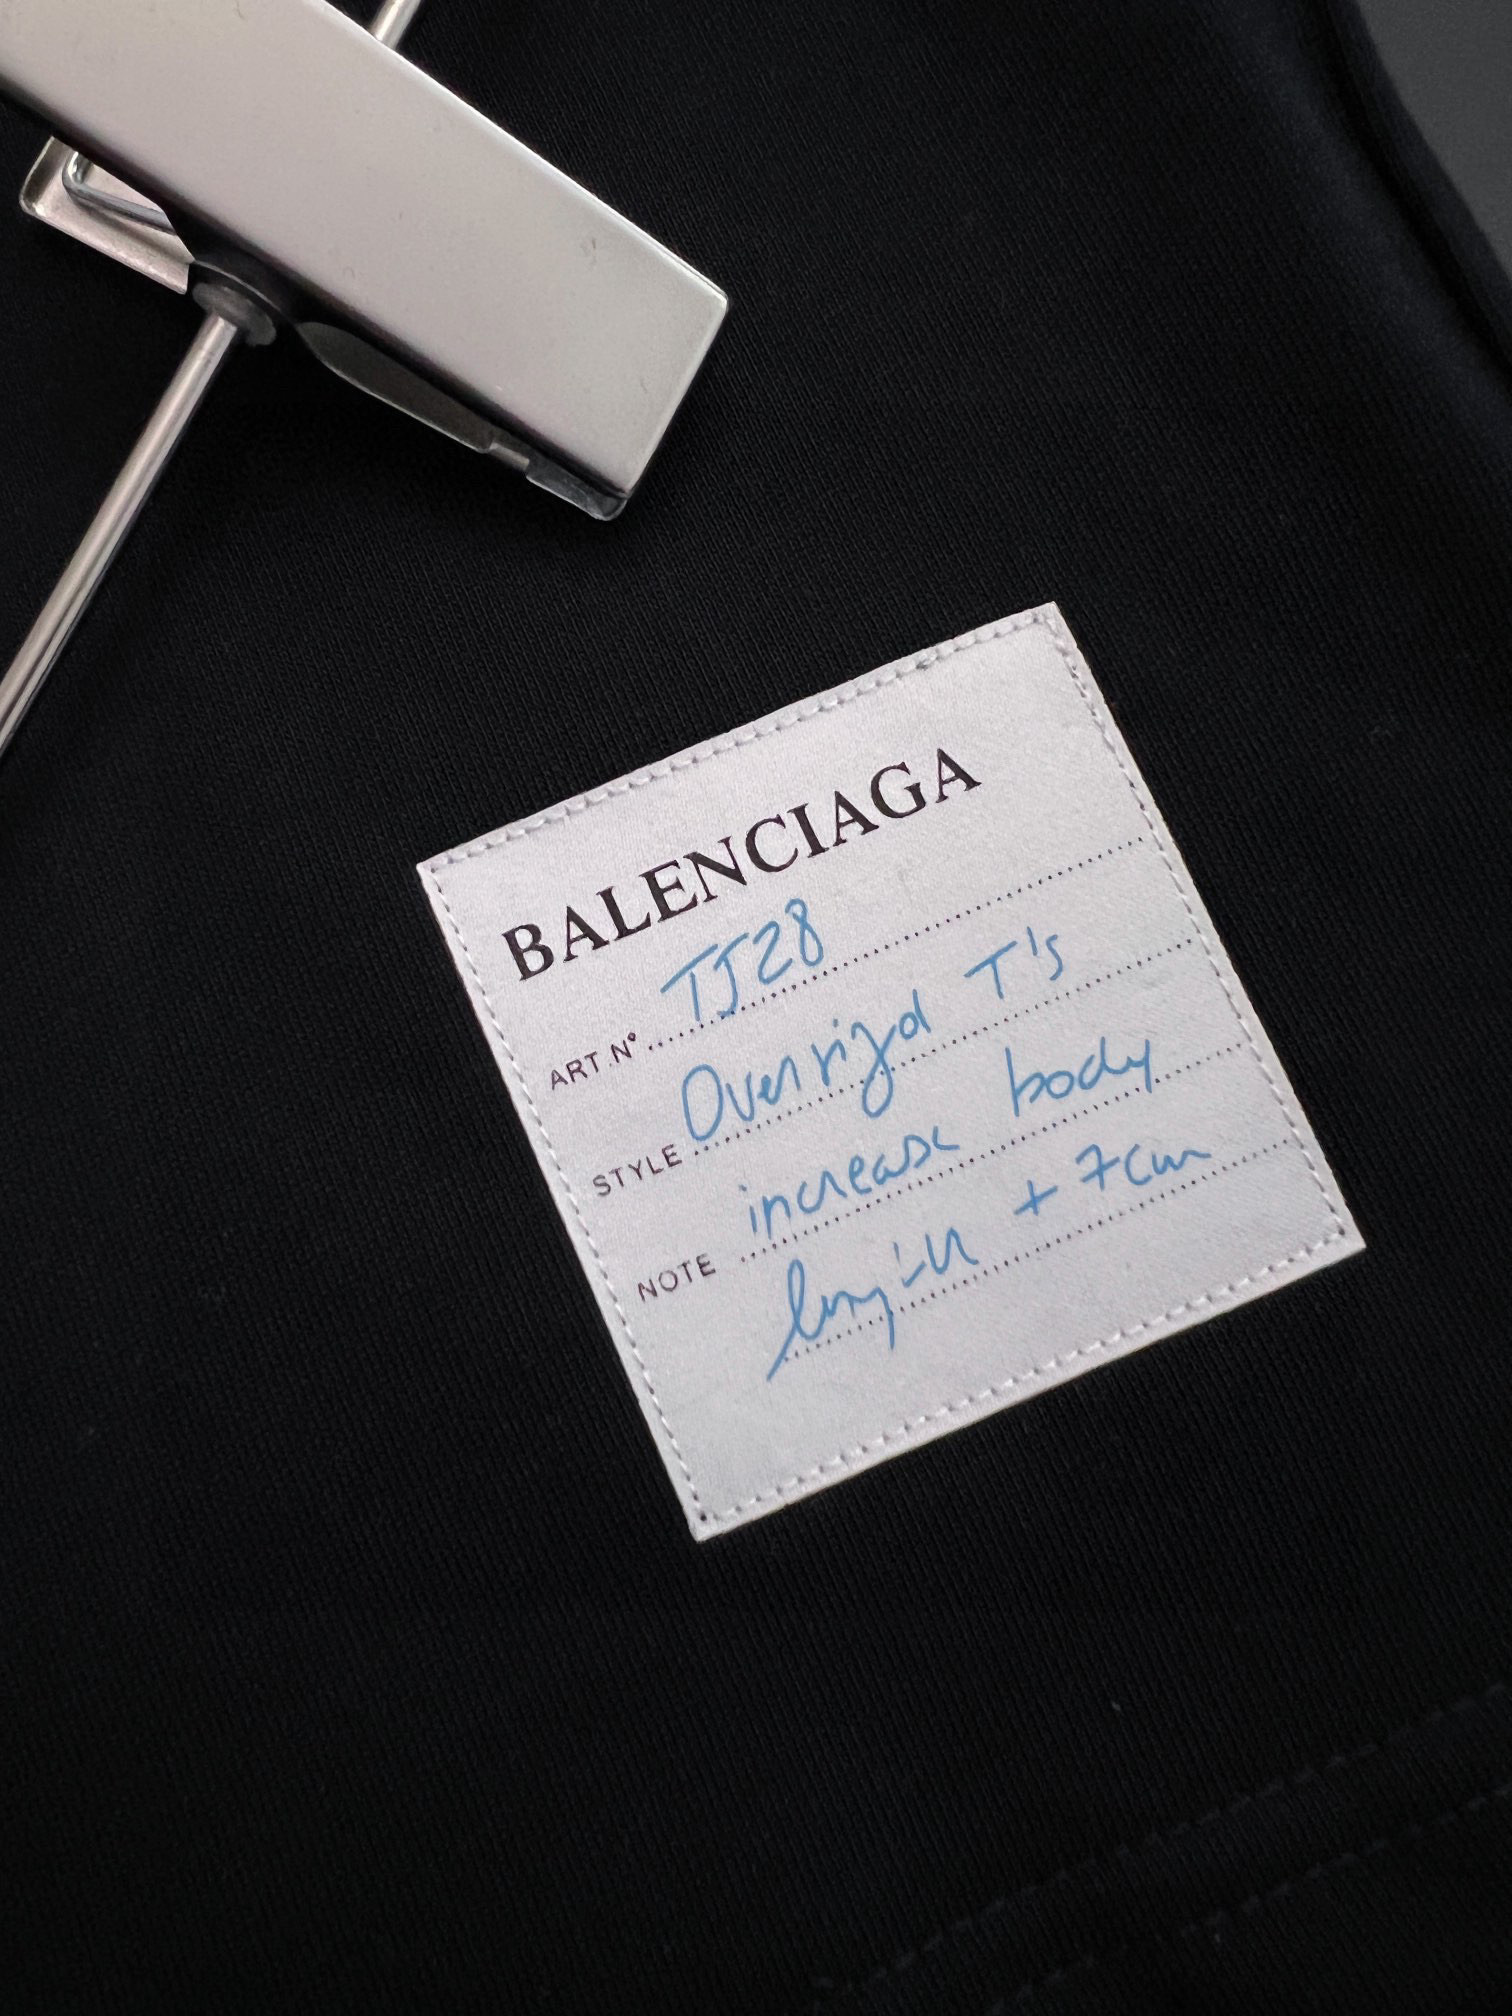 BALENCIAGA
ART.N° TJ28
STYLE Oversized T's
NOTE increase body
length + 7cm